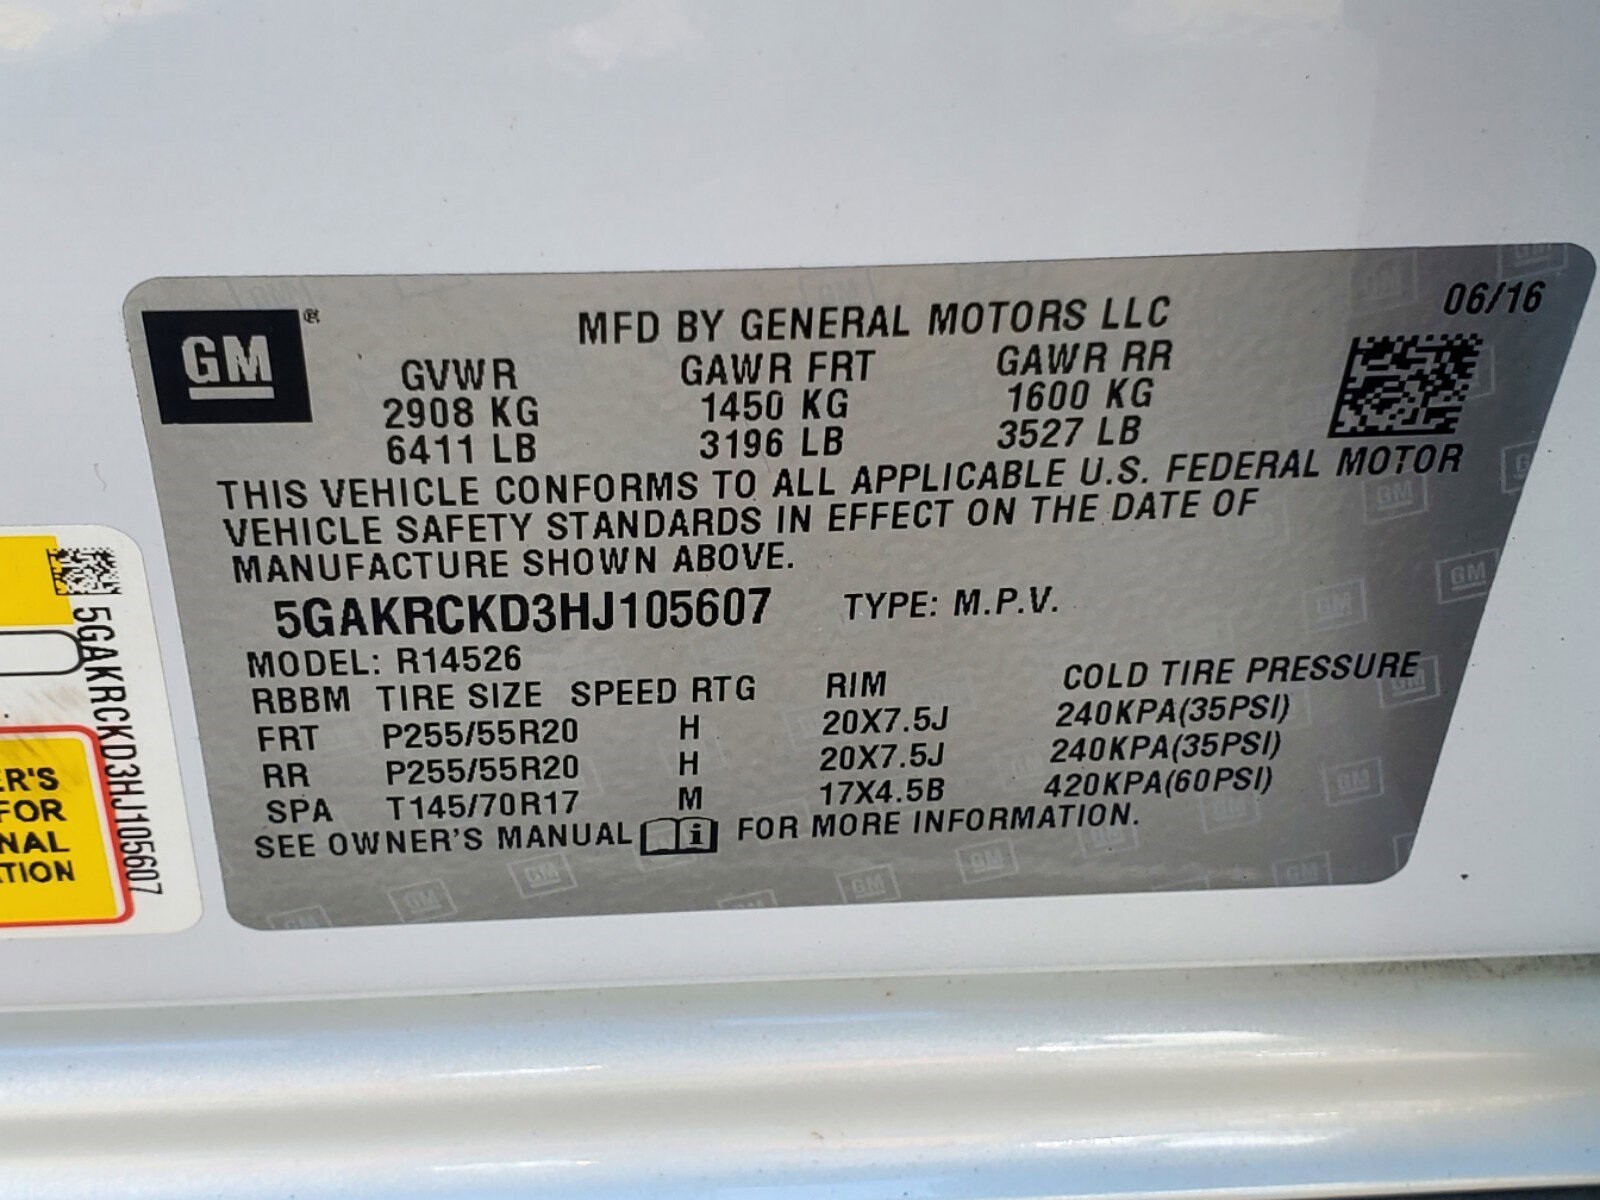 GM ®
MFD BY GENERAL MOTORS LLC
06/16
GVWR GAWR FRT GAWR RR
2908 KG 1450 KG 1600 KG
6411 LB 3196 LB 3527 LB
THIS VEHICLE CONFORMS TO ALL APPLICABLE U.S. FEDERAL MOTOR
VEHICLE SAFETY STANDARDS IN EFFECT ON THE DATE OF
MANUFACTURE SHOWN ABOVE.
5GAKRCKD3HJ105607 TYPE: M.P.V.
MODEL: R14526
RBBM TIRE SIZE SPEED RTG RIM COLD TIRE PRESSURE
FRT P255/55R20 H 20X7.5J 240KPA(35PSI)
RR P255/55R20 H 20X7.5J 240KPA(35PSI)
SPA T145/70R17 M 17X4.5B 420KPA(60PSI)
SEE OWNER'S MANUAL i FOR MORE INFORMATION.
5GAKRCKD3HJ105607
ER'S
FOR
NAL
TION